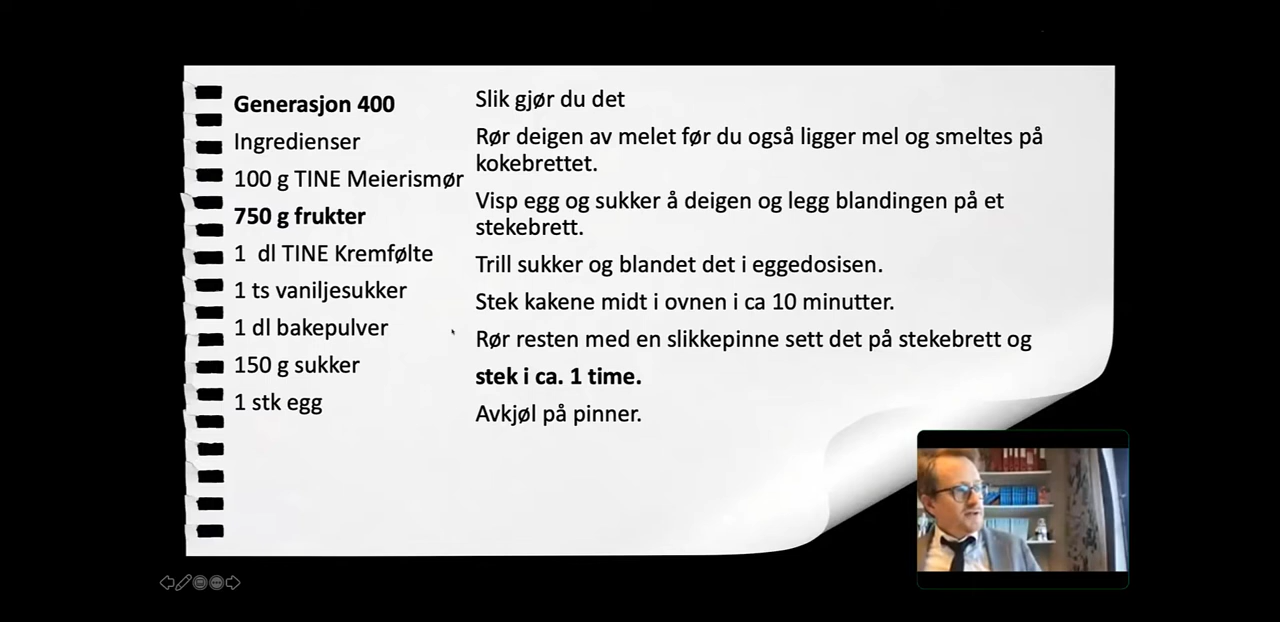 Generasjon 400
Ingredienser
100 g TINE Meierismør
750 g frukter
1  dl TINE Kremfølte
1 ts vaniljesukker
1 dl bakepulver
150 g sukker
1 stk egg
Slik gjør du det
Rør deigen av melet før du også ligger mel og smeltes på
kokebrettet.
Visp egg og sukker å deigen og legg blandingen på et
stekebrett.
Trill sukker og blandet det i eggedosisen.
Stek kakene midt i ovnen i ca 10 minutter.
Rør resten med en slikkepinne sett det på stekebrett og
stek i ca. 1 time.
Avkjøl på pinner.